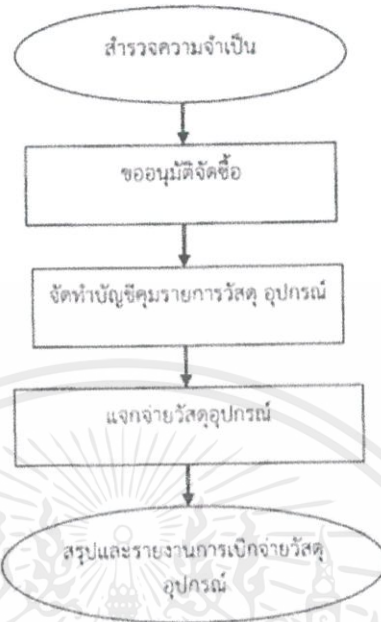 สำรวจความจำเป็น
ขออนุมัติจัดซื้อ
จัดทำบัญชีคุมรายการวัสดุ อุปกรณ์
แจกจ่ายวัสดุอุปกรณ์
สรุปและรายงานการเบิกจ่ายวัสดุ
อุปกรณ์